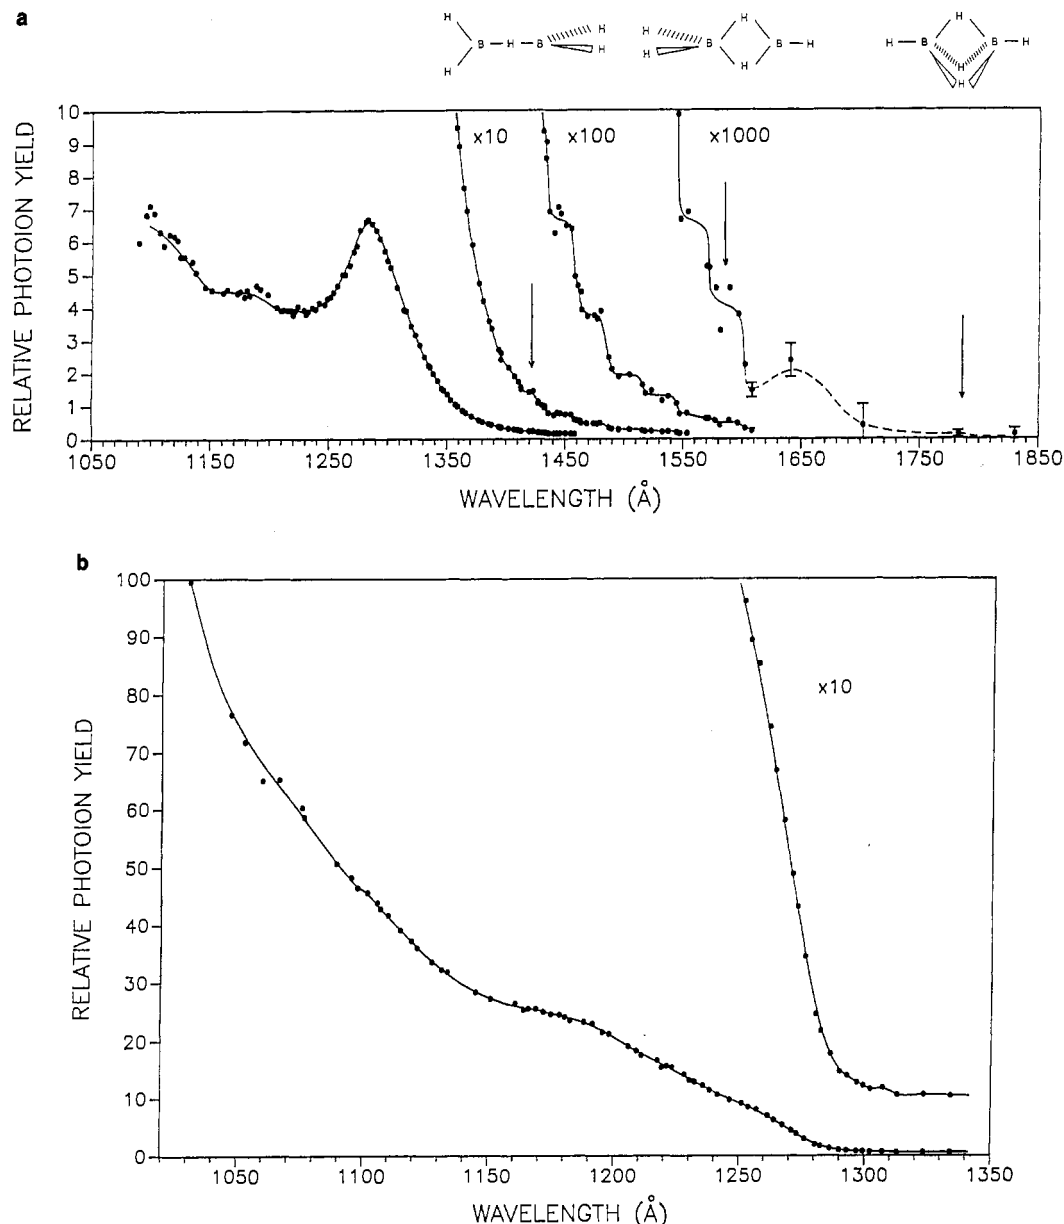 a
H
H B H B H
H
H
H B
H
H
H
B H
H
H
H B B H
H
H
10
9
8
7
6
5
4
3
2
1
0
x10
x100
x1000
RELATIVE PHOTOION YIELD
1050 1150 1250 1350 1450 1550 1650 1750 1850
WAVELENGTH (Å)
b
100
90
80
70
60
50
40
30
20
10
0
x10
RELATIVE PHOTOION YIELD
1050 1100 1150 1200 1250 1300 1350
WAVELENGTH (Å)